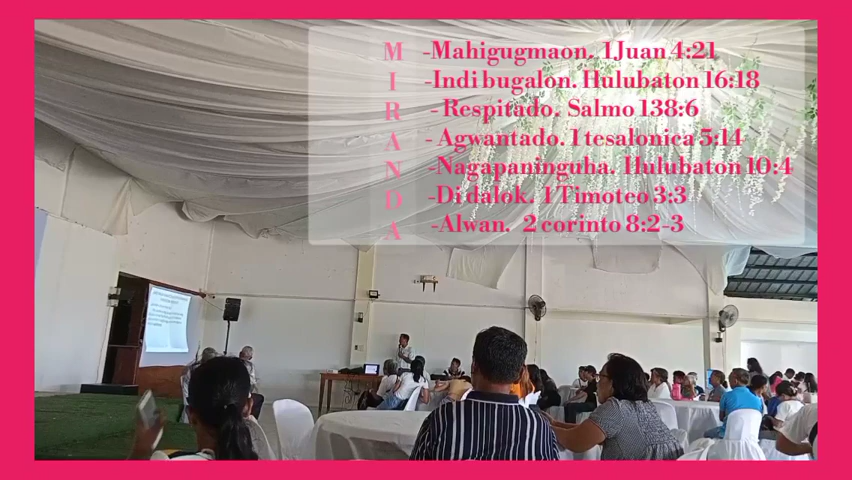 M -Mahigugmaon. 1Juan 4:21
I -Indi bugalon. Hulubaton 16:18
R - Respitado. Salmo 138:6
A - Agwantado. 1 tesalonica 5:14
N -Nagapaninguha. Hulubaton 10:4
D -Di dalok. 1 Timoteo 3:3
A -Alwan. 2 corinto 8:2-3